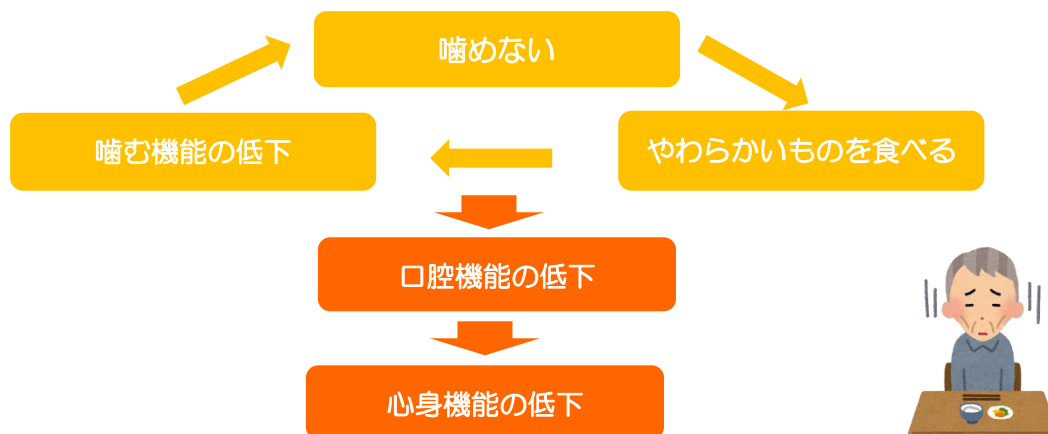 噛めない
噛む機能の低下
やわらかいものを食べる
口腔機能の低下
心身機能の低下